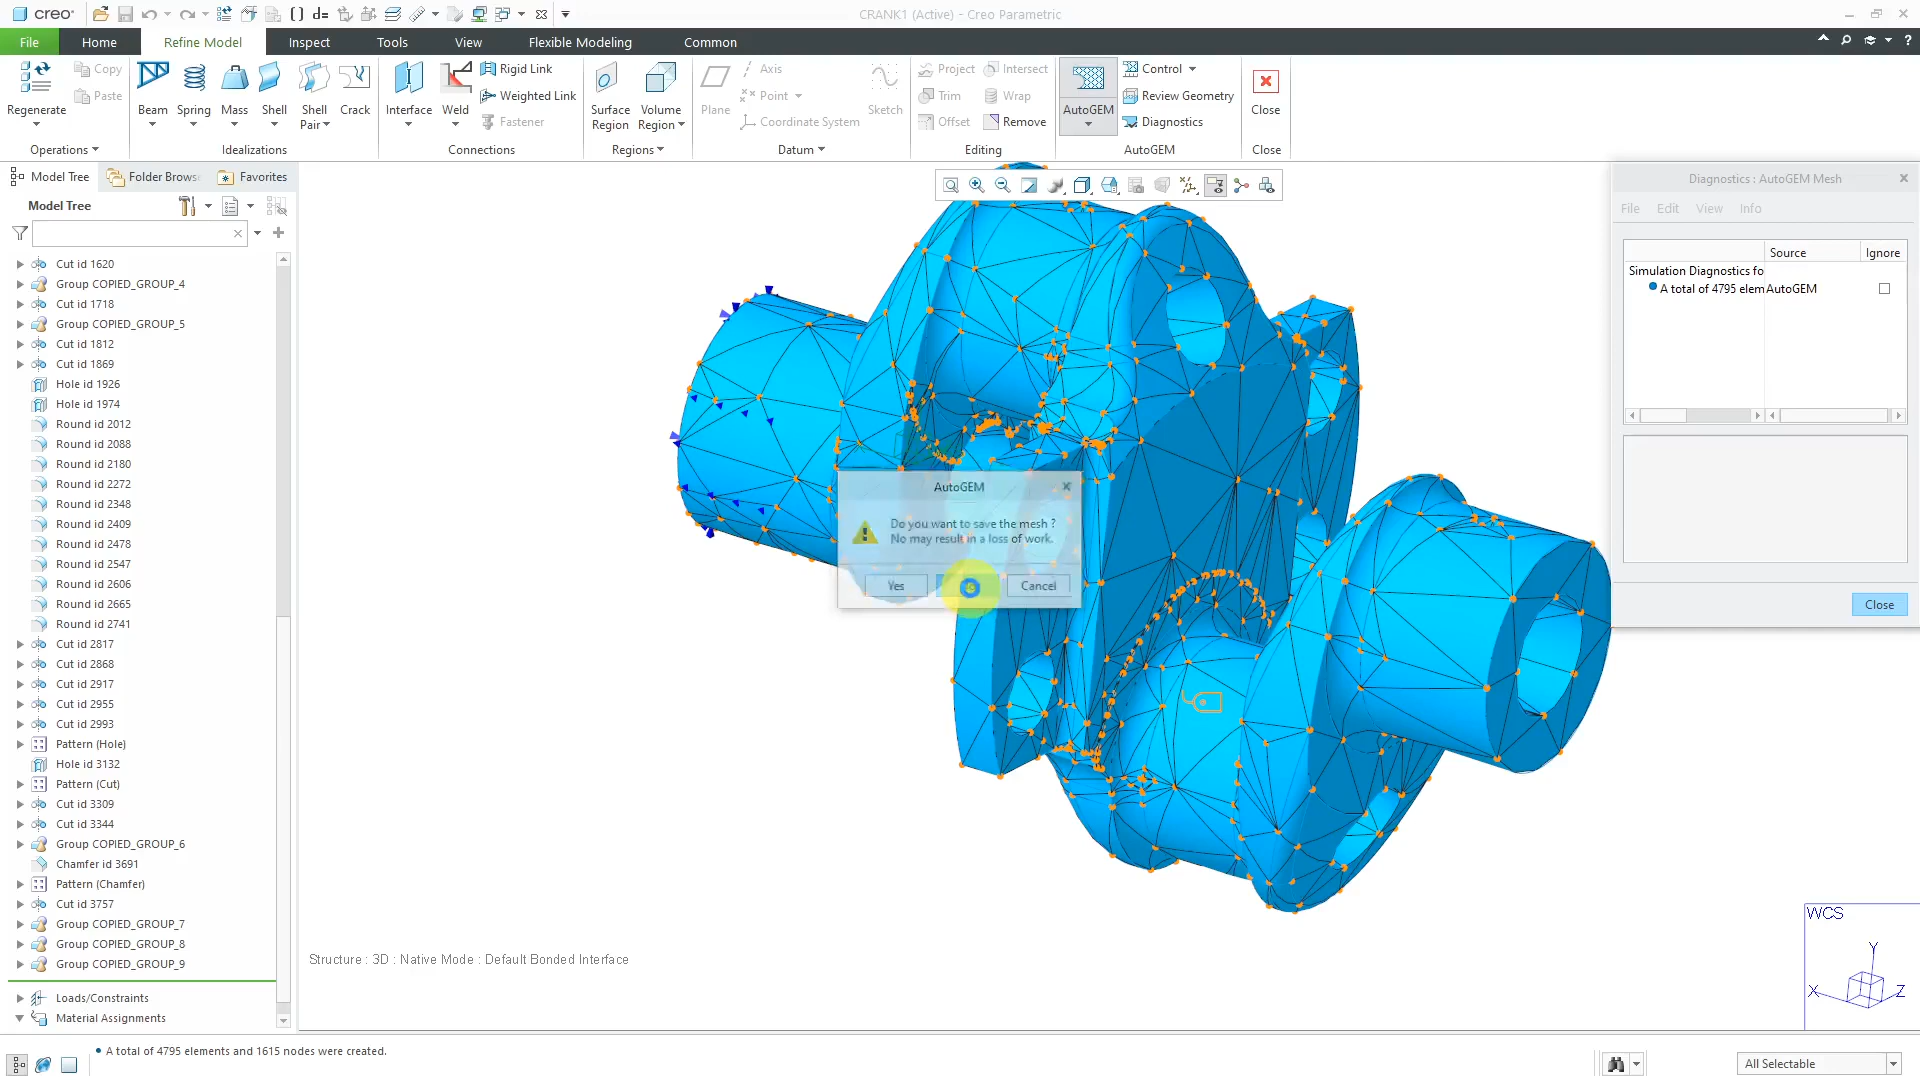 creo
CRANK1 (Active) - Creo Parametric
File
Home
Refine Model
Inspect
Tools
View
Flexible Modeling
Common
Regenerate
Copy
Paste
Operations
Beam
Spring
Mass
Shell
Shell
Pair
Crack
Idealizations
Interface
Weld
Rigid Link
Weighted Link
Fastener
Connections
Surface
Region
Volume
Region
Regions
Plane
Axis
Point
Coordinate System
Sketch
Datum
Project
Intersect
Trim
Wrap
Offset
Remove
Editing
AutoGEM
Control
Review Geometry
Diagnostics
AutoGEM
Close
Close
Model Tree
Folder Brows
Favorites
Model Tree
Cut id 1620
Group COPIED_GROUP_4
Cut id 1718
Group COPIED_GROUP_5
Cut id 1812
Cut id 1869
Hole id 1926
Hole id 1974
Round id 2012
Round id 2088
Round id 2180
Round id 2272
Round id 2348
Round id 2409
Round id 2478
Round id 2547
Round id 2606
Round id 2665
Round id 2741
Cut id 2817
Cut id 2868
Cut id 2917
Cut id 2955
Cut id 2993
Pattern (Hole)
Hole id 3132
Pattern (Cut)
Cut id 3309
Cut id 3344
Group COPIED_GROUP_6
Chamfer id 3691
Pattern (Chamfer)
Cut id 3757
Group COPIED_GROUP_7
Group COPIED_GROUP_8
Group COPIED_GROUP_9
Loads/Constraints
Material Assignments
AutoGEM
Do you want to save the mesh ?
No may result in a loss of work.
Yes
Cancel
Diagnostics : AutoGEM Mesh
File
Edit
View
Info
Source
Ignore
Simulation Diagnostics fo
A total of 4795 elem
AutoGEM
Close
Structure : 3D : Native Mode : Default Bonded Interface
WCS
Y
X
Z
• A total of 4795 elements and 1615 nodes were created.
All Selectable